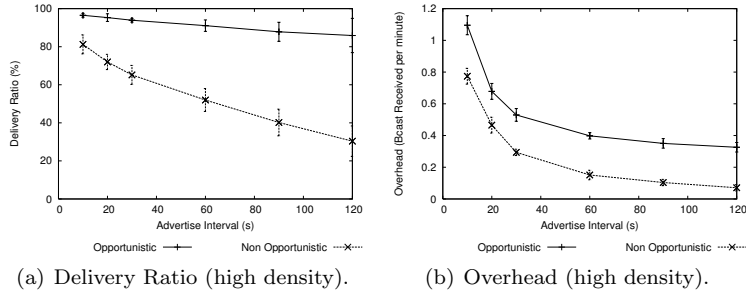 100
80
60
40
20
0
0 20 40 60 80 100 120
Delivery Ratio (%)
Advertise Interval (s)
Opportunistic Non Opportunistic
(a) Delivery Ratio (high density).
1.2
1
0.8
0.6
0.4
0.2
0
0 20 40 60 80 100 120
Overhead (Bcast Received per minute)
Advertise Interval (s)
Opportunistic Non Opportunistic
(b) Overhead (high density).